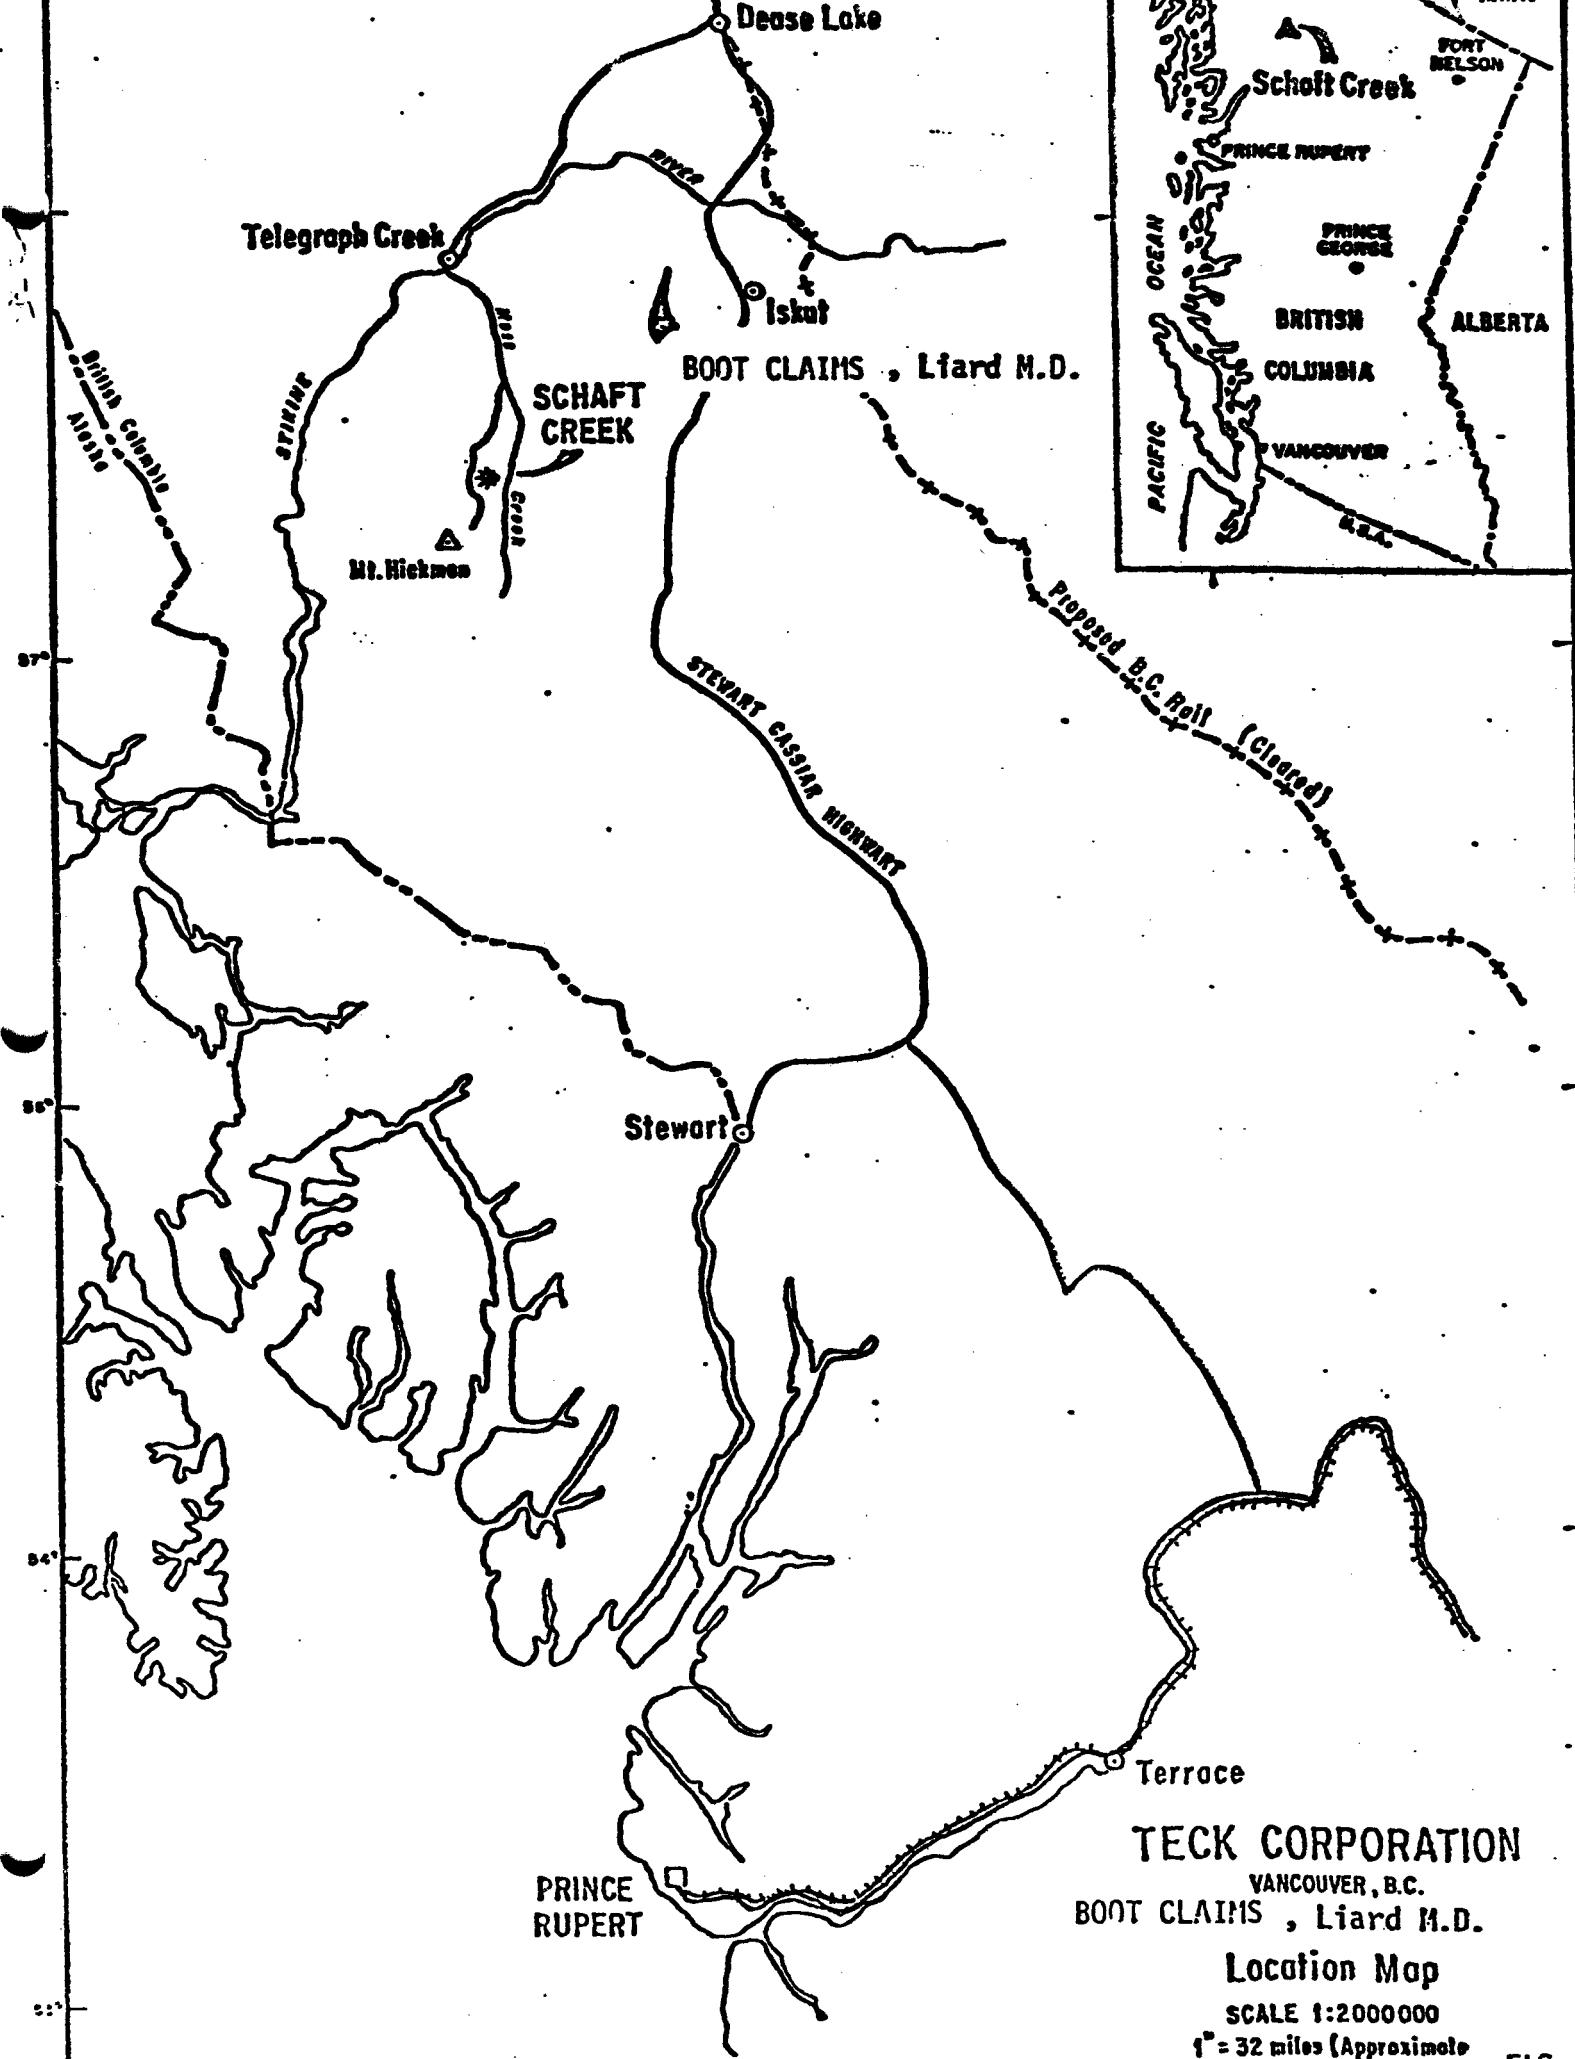 Dease Lake
FORT
NELSON
Schaft Creek
PRINCE RUPERT
RIVER
Telegraph Creek
PRINCE
GEORGE
PACIFIC OCEAN
Iskut
BRITISH
COLUMBIA
ALBERTA
BOOT CLAIMS , Liard M.D.
British Columbia
Alaska
STIKINE
SCHAFT
CREEK
Creek
VANCOUVER
U.S.A.
Mt. Hickman
Proposed B.C. Rail (Cleared)
57°
STEWART CASSIAR HIGHWAY
55°
Stewart
54°
Terrace
PRINCE
RUPERT
TECK CORPORATION
VANCOUVER, B.C.
BOOT CLAIMS , Liard M.D.
Location Map
SCALE 1:2000000
1" = 32 miles (Approximate